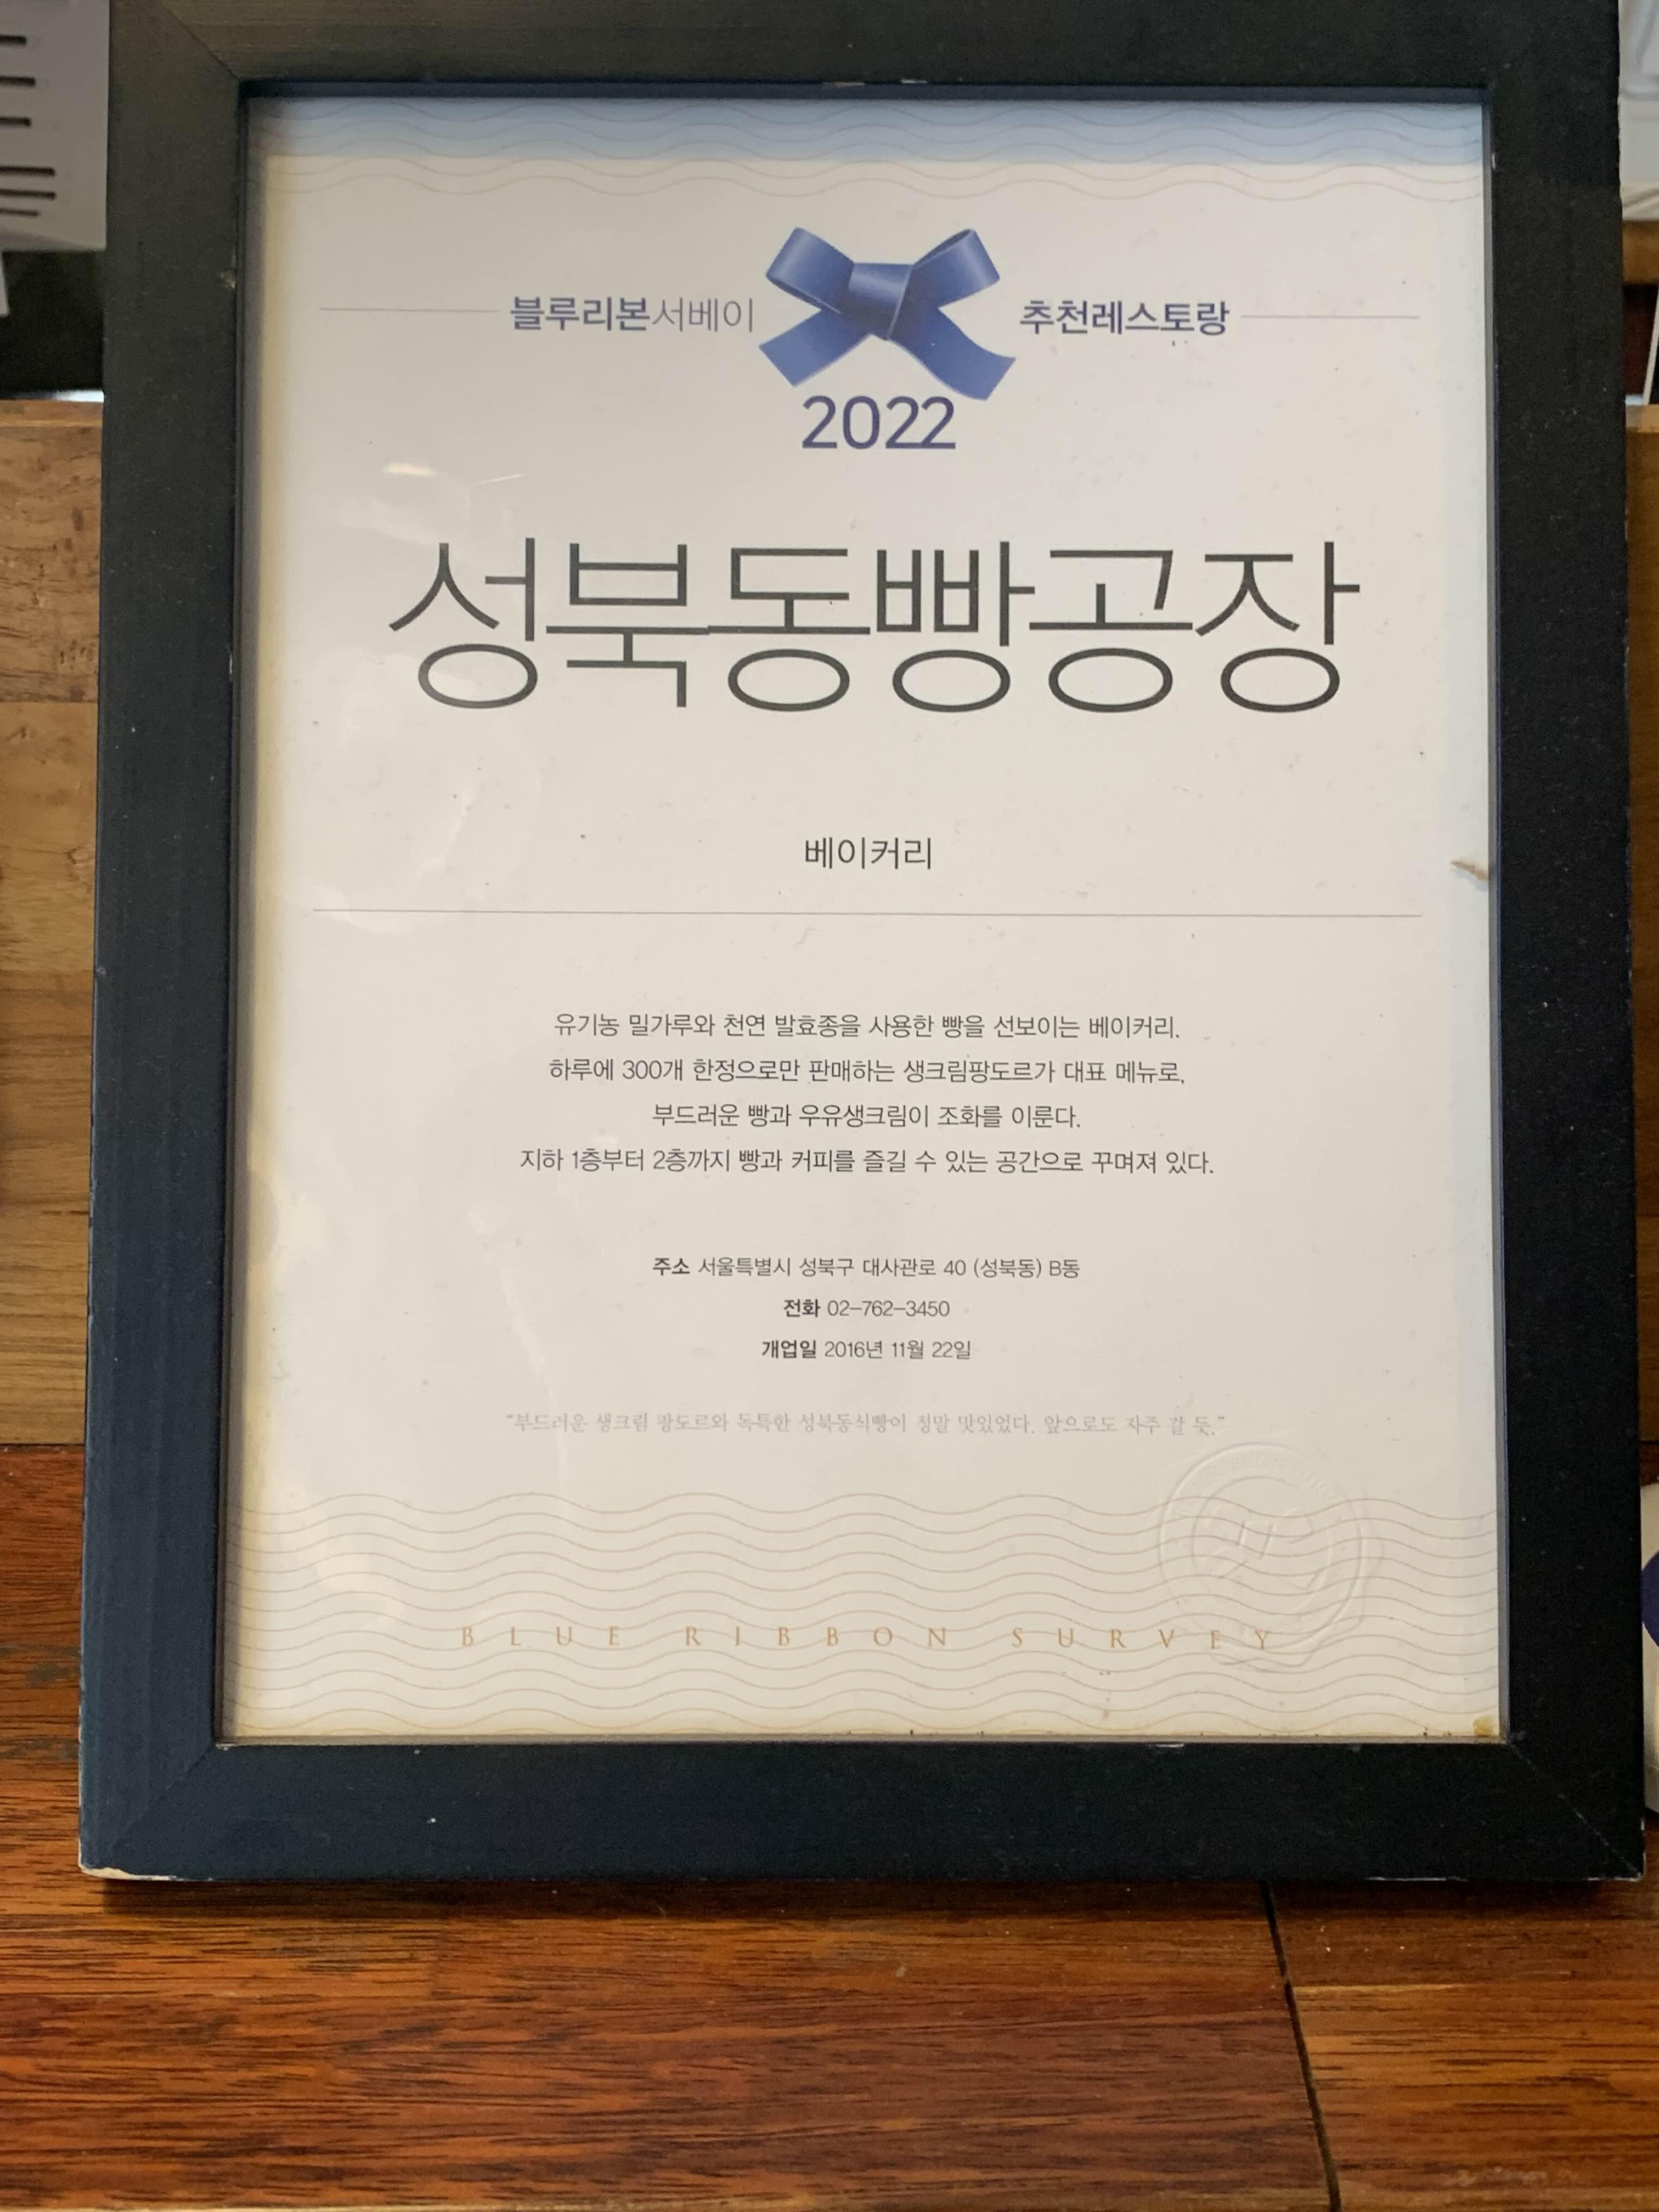 블루리본서베이 추천레스토랑
2022
성북동빵공장
베이커리
유기농 밀가루와 천연 발효종을 사용한 빵을 선보이는 베이커리.
하루에 300개 한정으로만 판매하는 생크림팡도르가 대표 메뉴로,
부드러운 빵과 우유생크림이 조화를 이룬다.
지하 1층부터 2층까지 빵과 커피를 즐길 수 있는 공간으로 꾸며져 있다.
주소 서울특별시 성북구 대사관로 40 (성북동) B동
전화 02-762-3450
개업일 2016년 11월 22일
“부드러운 생크림 팡도르와 독특한 성북동식빵이 정말 맛있었다. 앞으로도 자주 갈 듯.”
BLUE RIBBON SURVEY